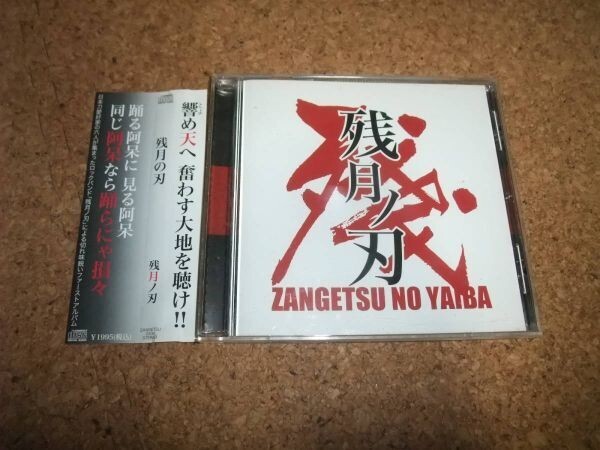 響め天へ 奮わす大地を聴け!!
残月の刃
残月ノ刃
踊る阿呆に 見る阿呆
同じ阿呆なら踊らにゃ損々
¥1995(税込)
残
残月ノ刃
ZANGETSU NO YAIBA